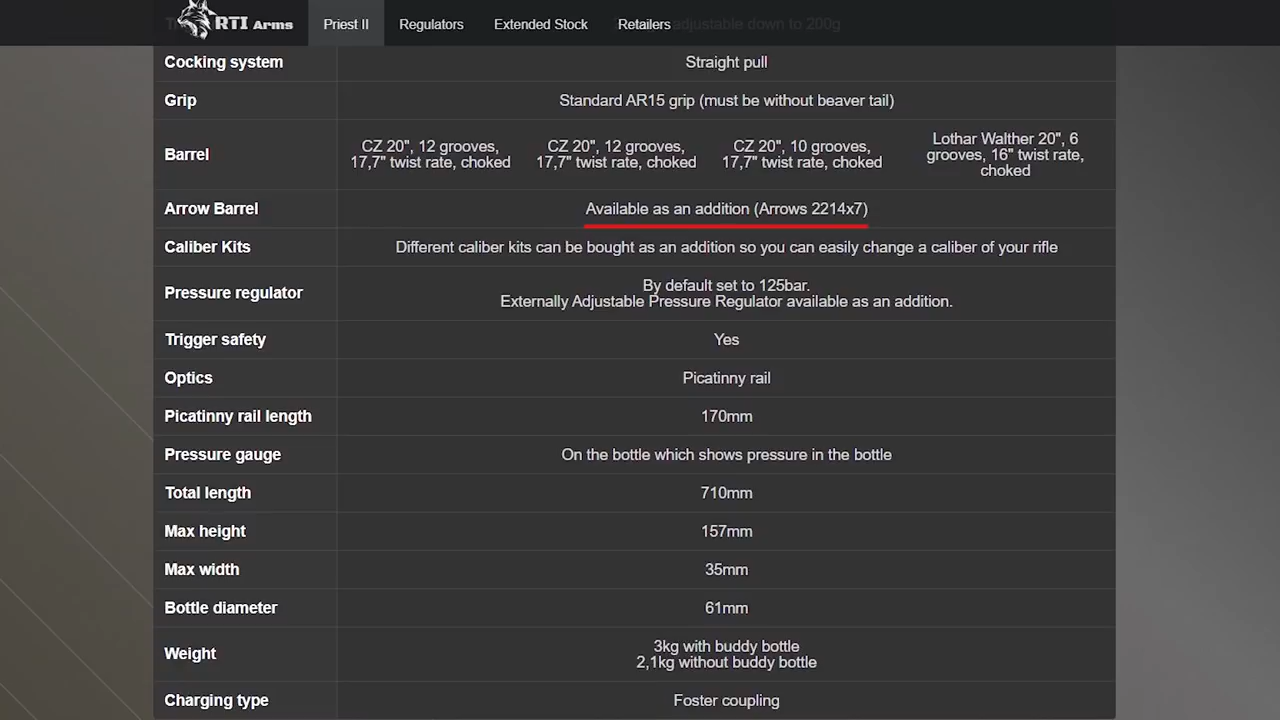 RTI Arms
Priest II
Regulators
Extended Stock
Retailers
adjustable down to 200g
Cocking system
Straight pull
Grip
Standard AR15 grip (must be without beaver tail)
Barrel
CZ 20", 12 grooves,
17,7" twist rate, choked
CZ 20", 12 grooves,
17,7" twist rate, choked
CZ 20", 10 grooves,
17,7" twist rate, choked
Lothar Walther 20", 6
grooves, 16" twist rate,
choked
Arrow Barrel
Available as an addition (Arrows 2214x7)
Caliber Kits
Different caliber kits can be bought as an addition so you can easily change a caliber of your rifle
Pressure regulator
By default set to 125bar.
Externally Adjustable Pressure Regulator available as an addition.
Trigger safety
Yes
Optics
Picatinny rail
Picatinny rail length
170mm
Pressure gauge
On the bottle which shows pressure in the bottle
Total length
710mm
Max height
157mm
Max width
35mm
Bottle diameter
61mm
Weight
3kg with buddy bottle
2,1kg without buddy bottle
Charging type
Foster coupling